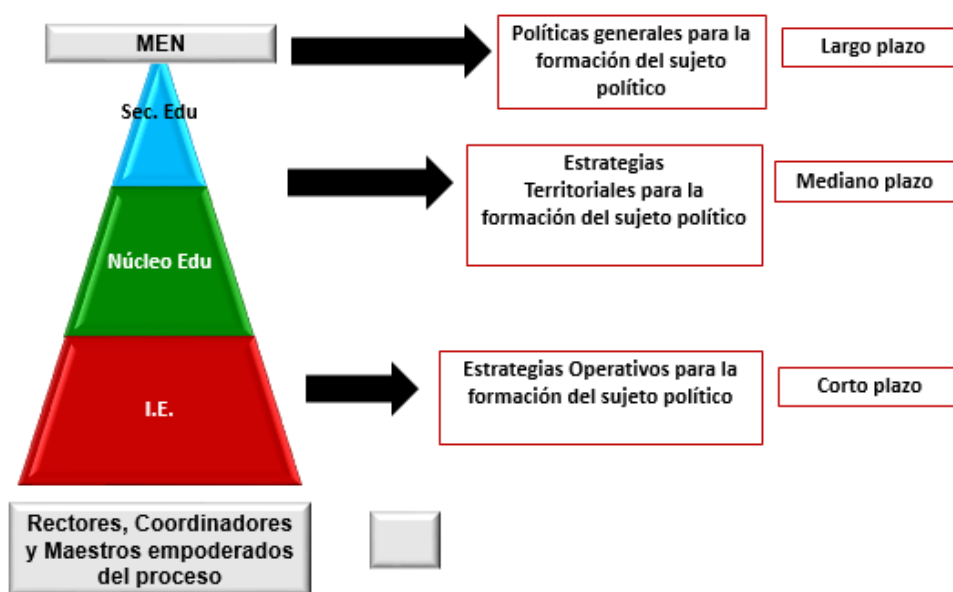 MEN
Políticas generales para la
formación del sujeto
político
Largo plazo
Sec. Edu
Estrategias
Territoriales para la
formación del sujeto político
Mediano plazo
Núcleo Edu
Estrategias Operativos para la
formación del sujeto político
Corto plazo
I.E.
Rectores, Coordinadores
y Maestros empoderados
del proceso